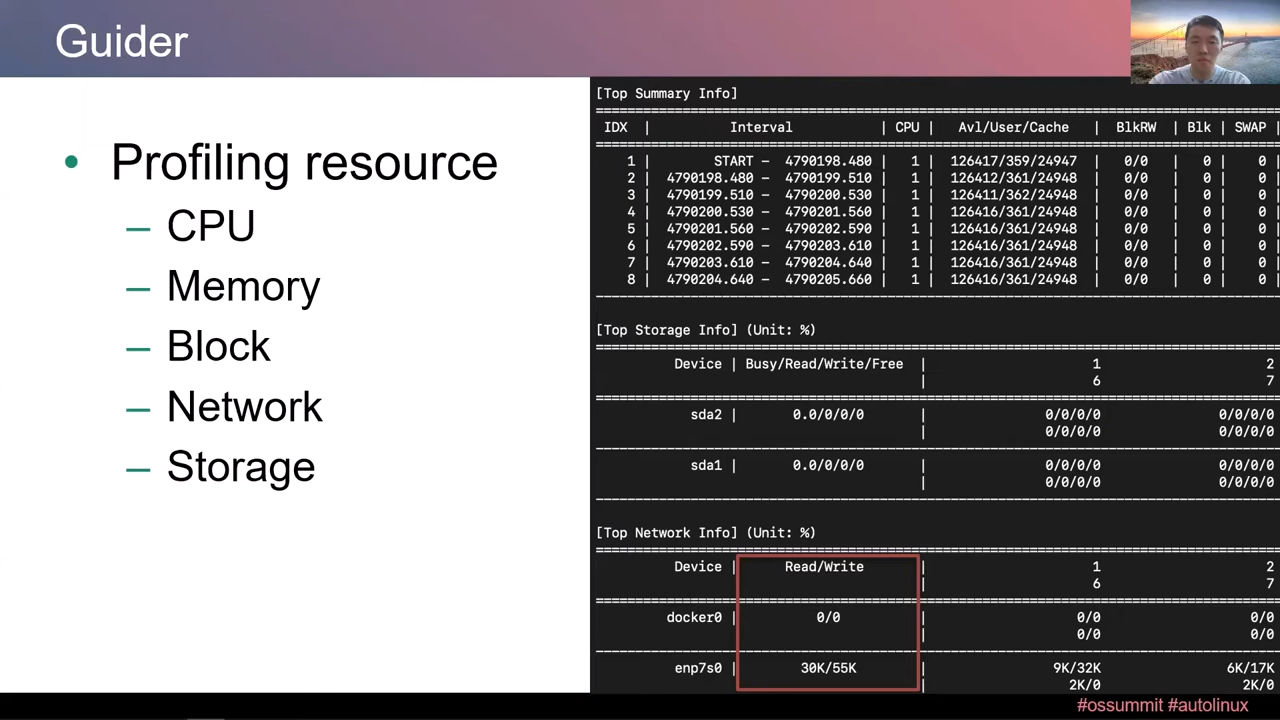 Guider
• Profiling resource
– CPU
– Memory
– Block
– Network
– Storage
[Top Summary Info]
IDX | Interval | CPU | Avl/User/Cache | BlkRW | Blk | SWAP
1 | START - 4790198.480 | 1 | 126417/359/24947 | 0/0 | 0 | 0
2 | 4790198.480 - 4790199.510 | 1 | 126412/361/24948 | 0/0 | 0 | 0
3 | 4790199.510 - 4790200.530 | 1 | 126411/362/24948 | 0/0 | 0 | 0
4 | 4790200.530 - 4790201.560 | 1 | 126416/361/24948 | 0/0 | 0 | 0
5 | 4790201.560 - 4790202.590 | 1 | 126416/361/24948 | 0/0 | 0 | 0
6 | 4790202.590 - 4790203.610 | 1 | 126416/361/24948 | 0/0 | 0 | 0
7 | 4790203.610 - 4790204.640 | 1 | 126416/361/24948 | 0/0 | 0 | 0
8 | 4790204.640 - 4790205.660 | 1 | 126416/361/24948 | 0/0 | 0 | 0
[Top Storage Info] (Unit: %)
Device | Busy/Read/Write/Free | 1 2
| 6 7
sda2 | 0.0/0/0/0 | 0/0/0/0 0/0/0/0
| 0/0/0/0 0/0/0/0
sda1 | 0.0/0/0/0 | 0/0/0/0 0/0/0/0
| 0/0/0/0 0/0/0/0
[Top Network Info] (Unit: %)
Device | Read/Write | 1 2
| 6 7
docker0 | 0/0 | 0/0 0/0
| 0/0 0/0
enp7s0 | 30K/55K | 9K/32K 6K/17K
| 2K/0 2K/0
#ossummit #autolinux